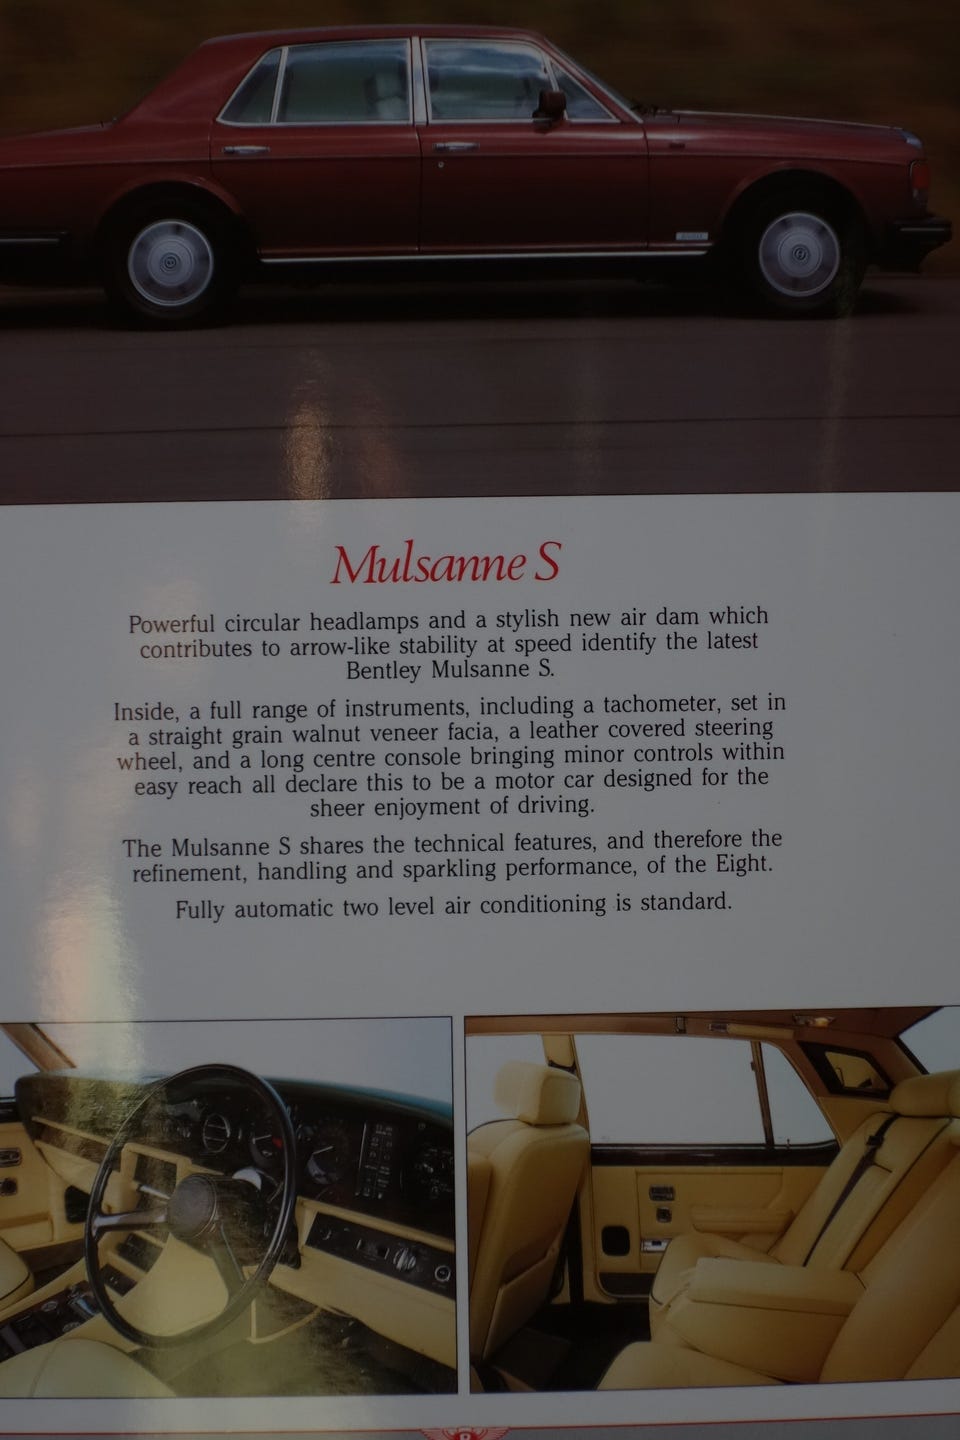 Mulsanne S
Powerful circular headlamps and a stylish new air dam which
contributes to arrow-like stability at speed identify the latest
Bentley Mulsanne S.
Inside, a full range of instruments, including a tachometer, set in
a straight grain walnut veneer facia, a leather covered steering
wheel, and a long centre console bringing minor controls within
easy reach all declare this to be a motor car designed for the
sheer enjoyment of driving.
The Mulsanne S shares the technical features, and therefore the
refinement, handling and sparkling performance, of the Eight.
Fully automatic two level air conditioning is standard.
B